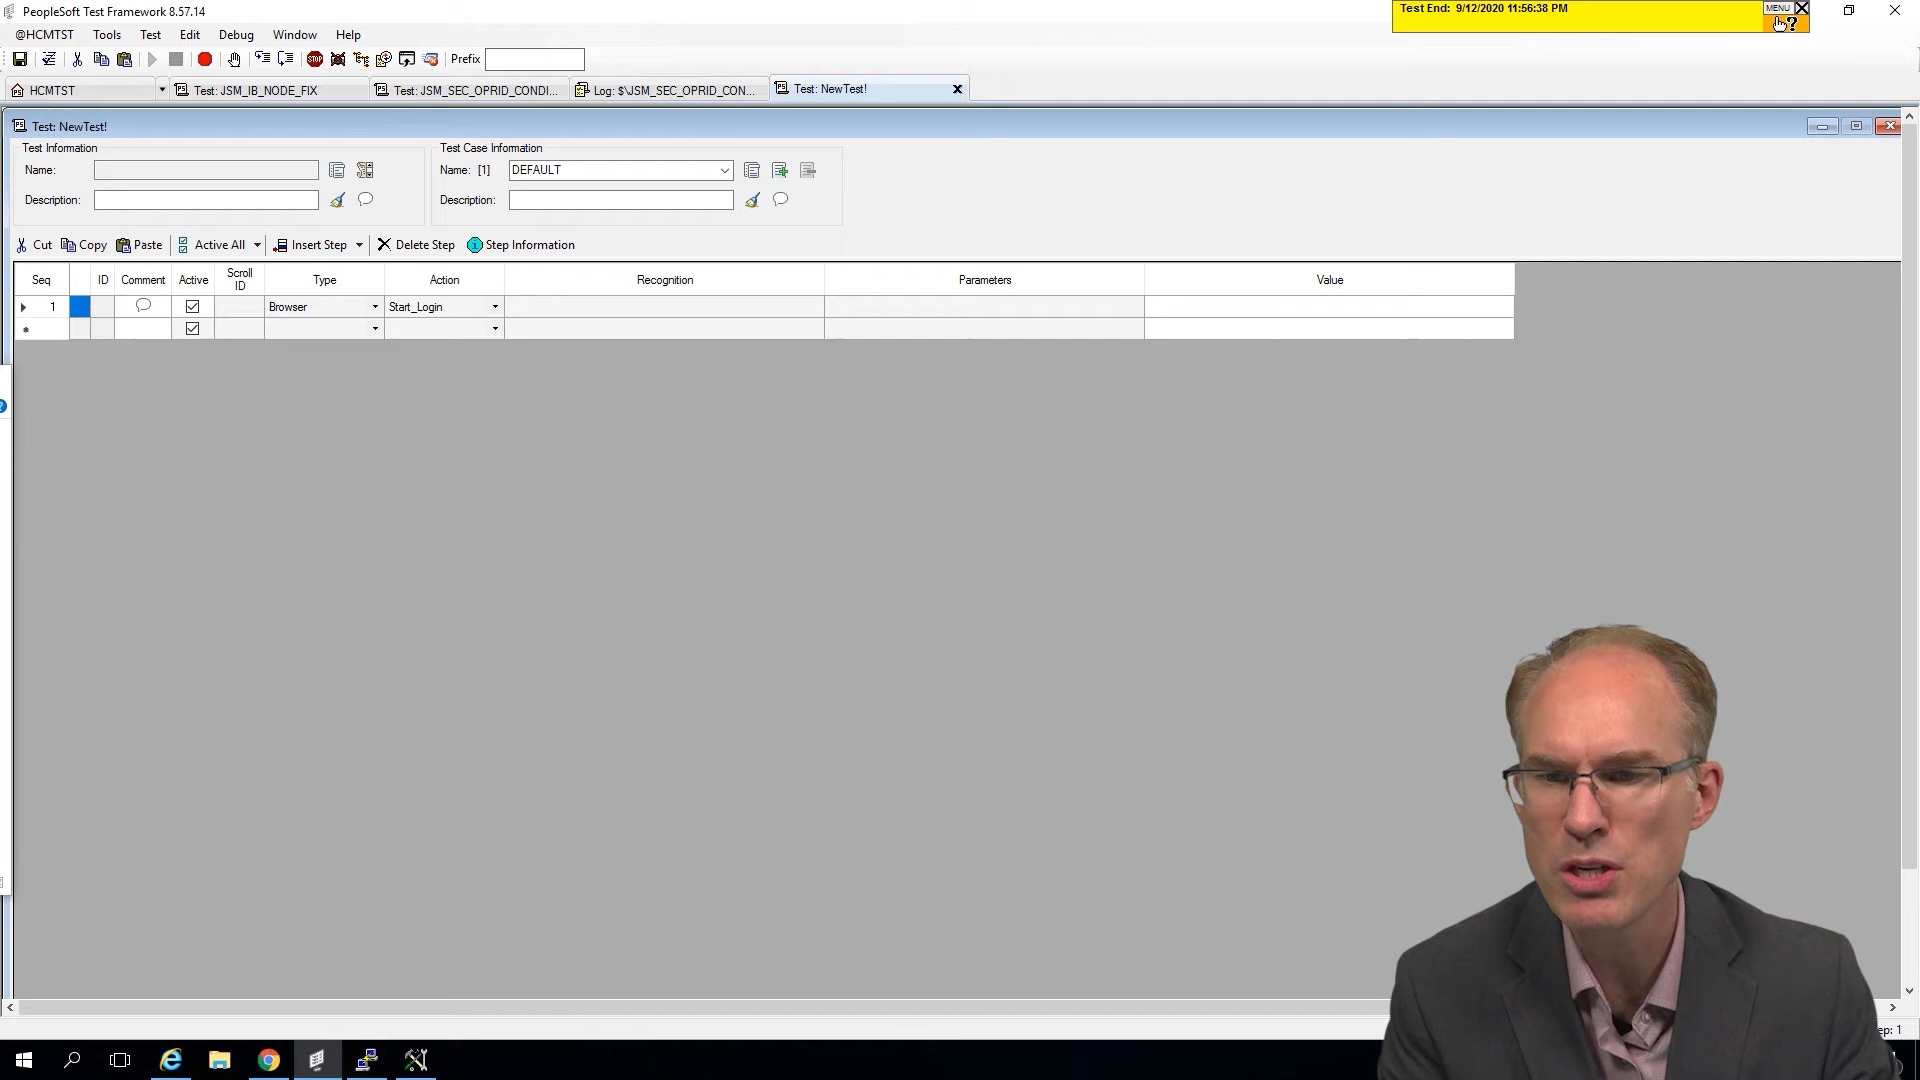 PeopleSoft Test Framework 8.57.14
Test End: 9/12/2020 11:56:38 PM
MENU
@HCMTST Tools Test Edit Debug Window Help
STOP Prefix
HCMTST Test: JSM_IB_NODE_FIX Test: JSM_SEC_OPRID_CONDI... Log: $\JSM_SEC_OPRID_CON... Test: NewTest!
Test: NewTest!
Test Information Test Case Information
Name: Name: [1] DEFAULT
Description: Description:
Cut Copy Paste Active All Insert Step Delete Step Step Information
Seq ID Comment Active Scroll ID Type Action Recognition Parameters Value
1 Browser Start_Login
ep: 1